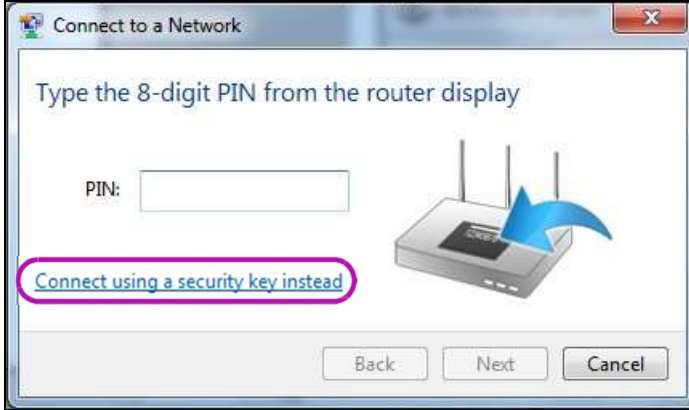 Connect to a Network
Type the 8-digit PIN from the router display
PIN:
Connect using a security key instead
Back Next Cancel